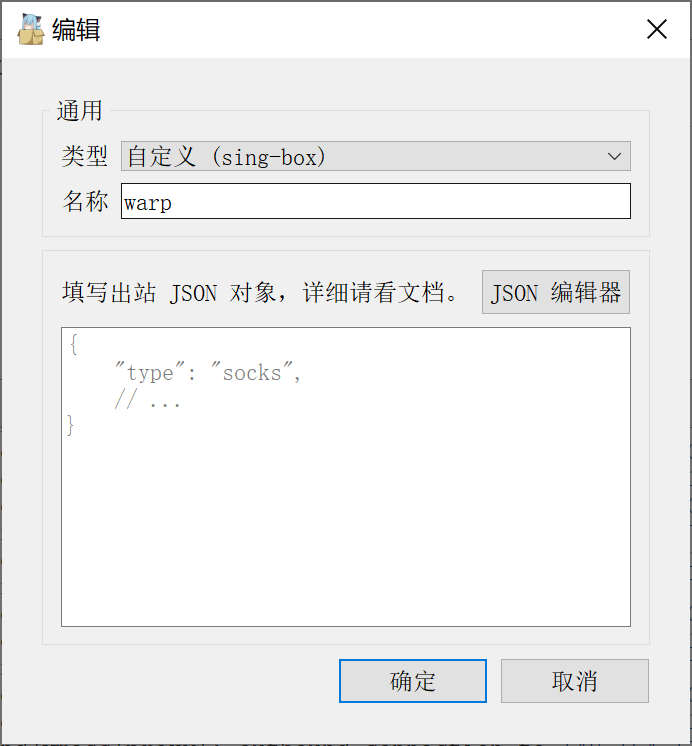 编辑
通用
类型 自定义 (sing-box)
名称 warp
填写出站 JSON 对象，详细请看文档。 JSON 编辑器
{
    "type": "socks",
    // ...
}
确定 取消